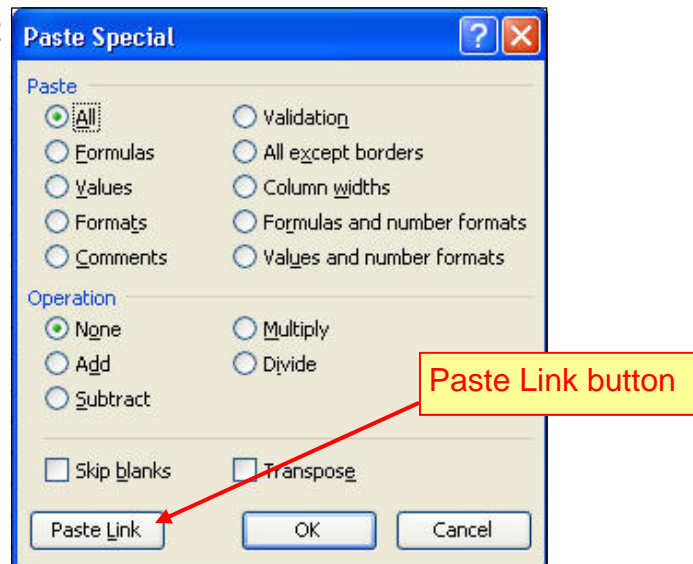 Paste Special
Paste
All
Validation
Formulas
All except borders
Values
Column widths
Formats
Formulas and number formats
Comments
Values and number formats
Operation
None
Multiply
Add
Divide
Subtract
Paste Link button
Skip blanks
Transpose
Paste Link
OK
Cancel